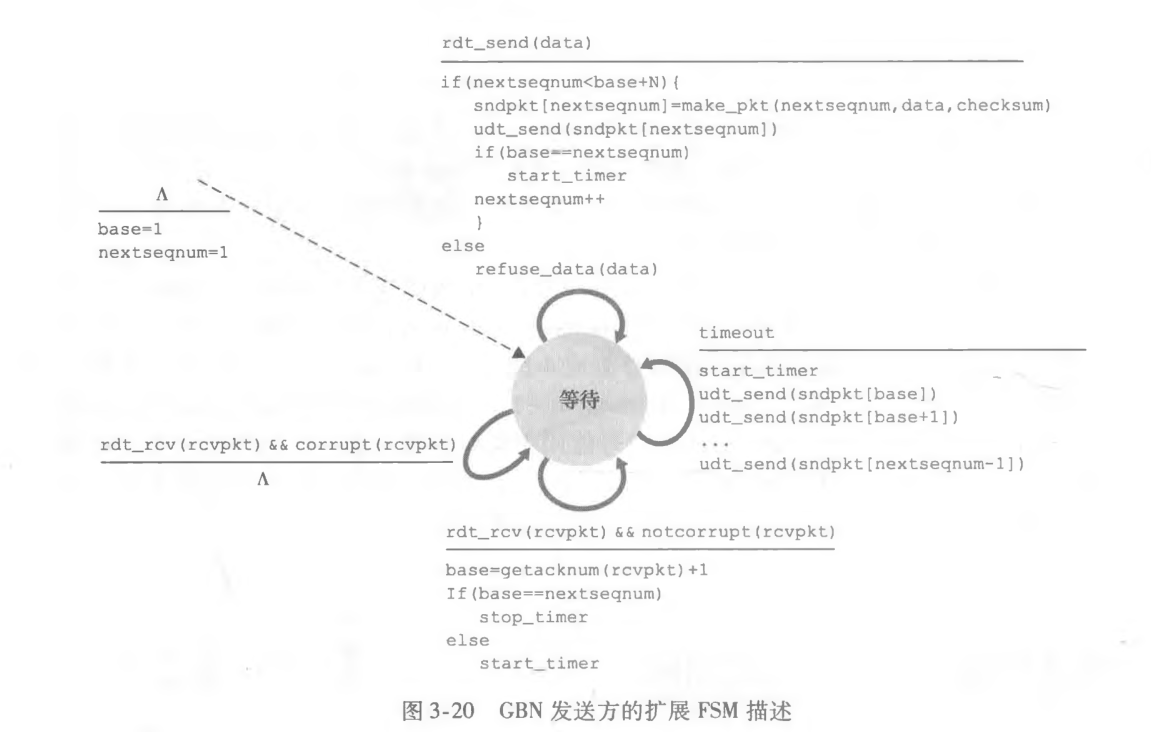 rdt_send(data)
if(nextseqnum<base+N){
sndpkt[nextseqnum]=make_pkt(nextseqnum,data,checksum)
udt_send(sndpkt[nextseqnum])
if(base==nextseqnum)
start_timer
nextseqnum++
}
else
refuse_data(data)
Λ
base=1
nextseqnum=1
timeout
start_timer
udt_send(sndpkt[base])
udt_send(sndpkt[base+1])
...
udt_send(sndpkt[nextseqnum-1])
等待
rdt_rcv(rcvpkt) && corrupt(rcvpkt)
Λ
rdt_rcv(rcvpkt) && notcorrupt(rcvpkt)
base=getacknum(rcvpkt)+1
If(base==nextseqnum)
stop_timer
else
start_timer
图 3-20 GBN 发送方的扩展 FSM 描述